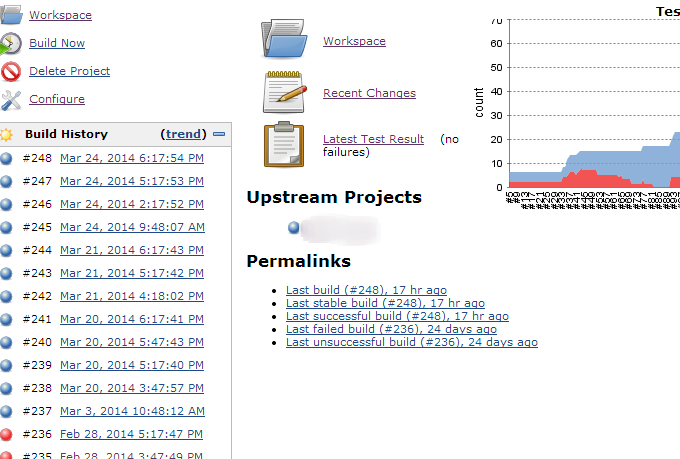 Workspace
Build Now
Delete Project
Configure
Build History (trend)
#248 Mar 24, 2014 6:17:54 PM
#247 Mar 24, 2014 5:17:53 PM
#246 Mar 24, 2014 2:17:52 PM
#245 Mar 24, 2014 9:48:07 AM
#244 Mar 21, 2014 6:17:43 PM
#243 Mar 21, 2014 5:17:42 PM
#242 Mar 21, 2014 4:18:02 PM
#241 Mar 20, 2014 6:17:41 PM
#240 Mar 20, 2014 5:47:43 PM
#239 Mar 20, 2014 5:17:40 PM
#238 Mar 20, 2014 3:47:57 PM
#237 Mar 3, 2014 10:48:12 AM
#236 Feb 28, 2014 5:17:47 PM
#235 Feb 28, 2014 3:47:49 PM
Workspace
Recent Changes
Latest Test Result (no
failures)
Upstream Projects
Permalinks
Last build (#248), 17 hr ago
Last stable build (#248), 17 hr ago
Last successful build (#248), 17 hr ago
Last failed build (#236), 24 days ago
Last unsuccessful build (#236), 24 days ago
Tes
count
70
60
50
40
30
20
10
0
#5